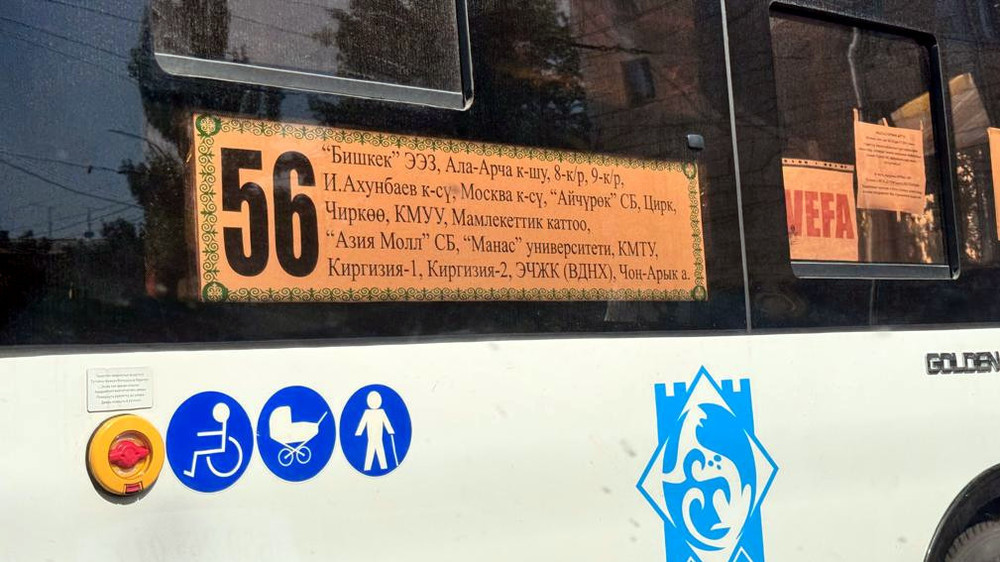 56
“Бишкек” ЭЭЗ, Ала-Арча к-шу, 8-к/р, 9-к/р,
И.Ахунбаев к-сү, Москва к-сү, “Айчүрөк” СБ, Цирк,
Чиркөө, КМУУ, Мамлекеттик каттоо,
“Азия Молл” СБ, “Манас” университети, КМТУ,
Киргизия-1, Киргизия-2, ЭЧЖК (ВДНХ), Чон-Арык а.
VEFA
GOLDEN